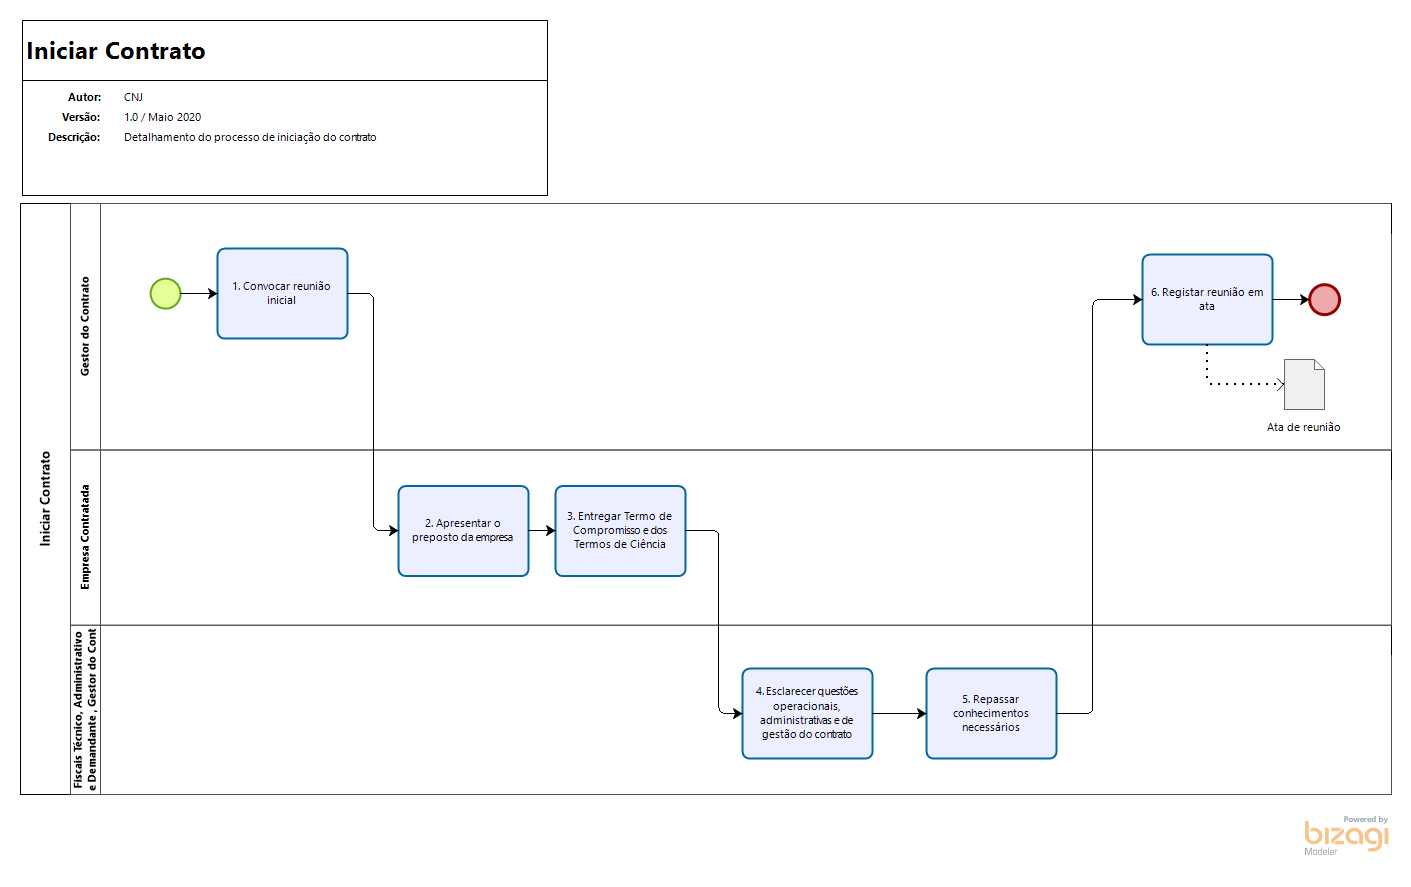 Iniciar Contrato
Autor: CNJ
Versão: 1.0 / Maio 2020
Descrição: Detalhamento do processo de iniciação do contrato
Iniciar Contrato
Gestor do Contrato
1. Convocar reunião
inicial
6. Registar reunião em
ata
Ata de reunião
Empresa Contratada
2. Apresentar o
preposto da empresa
3. Entregar Termo de
Compromisso e dos
Termos de Ciência
Fiscais Técnico, Administrativo
e Demandante , Gestor do Cont
4. Esclarecer questões
operacionais,
administrativas e de
gestão do contrato
5. Repassar
conhecimentos
necessários
Powered by
bizagi
Modeler